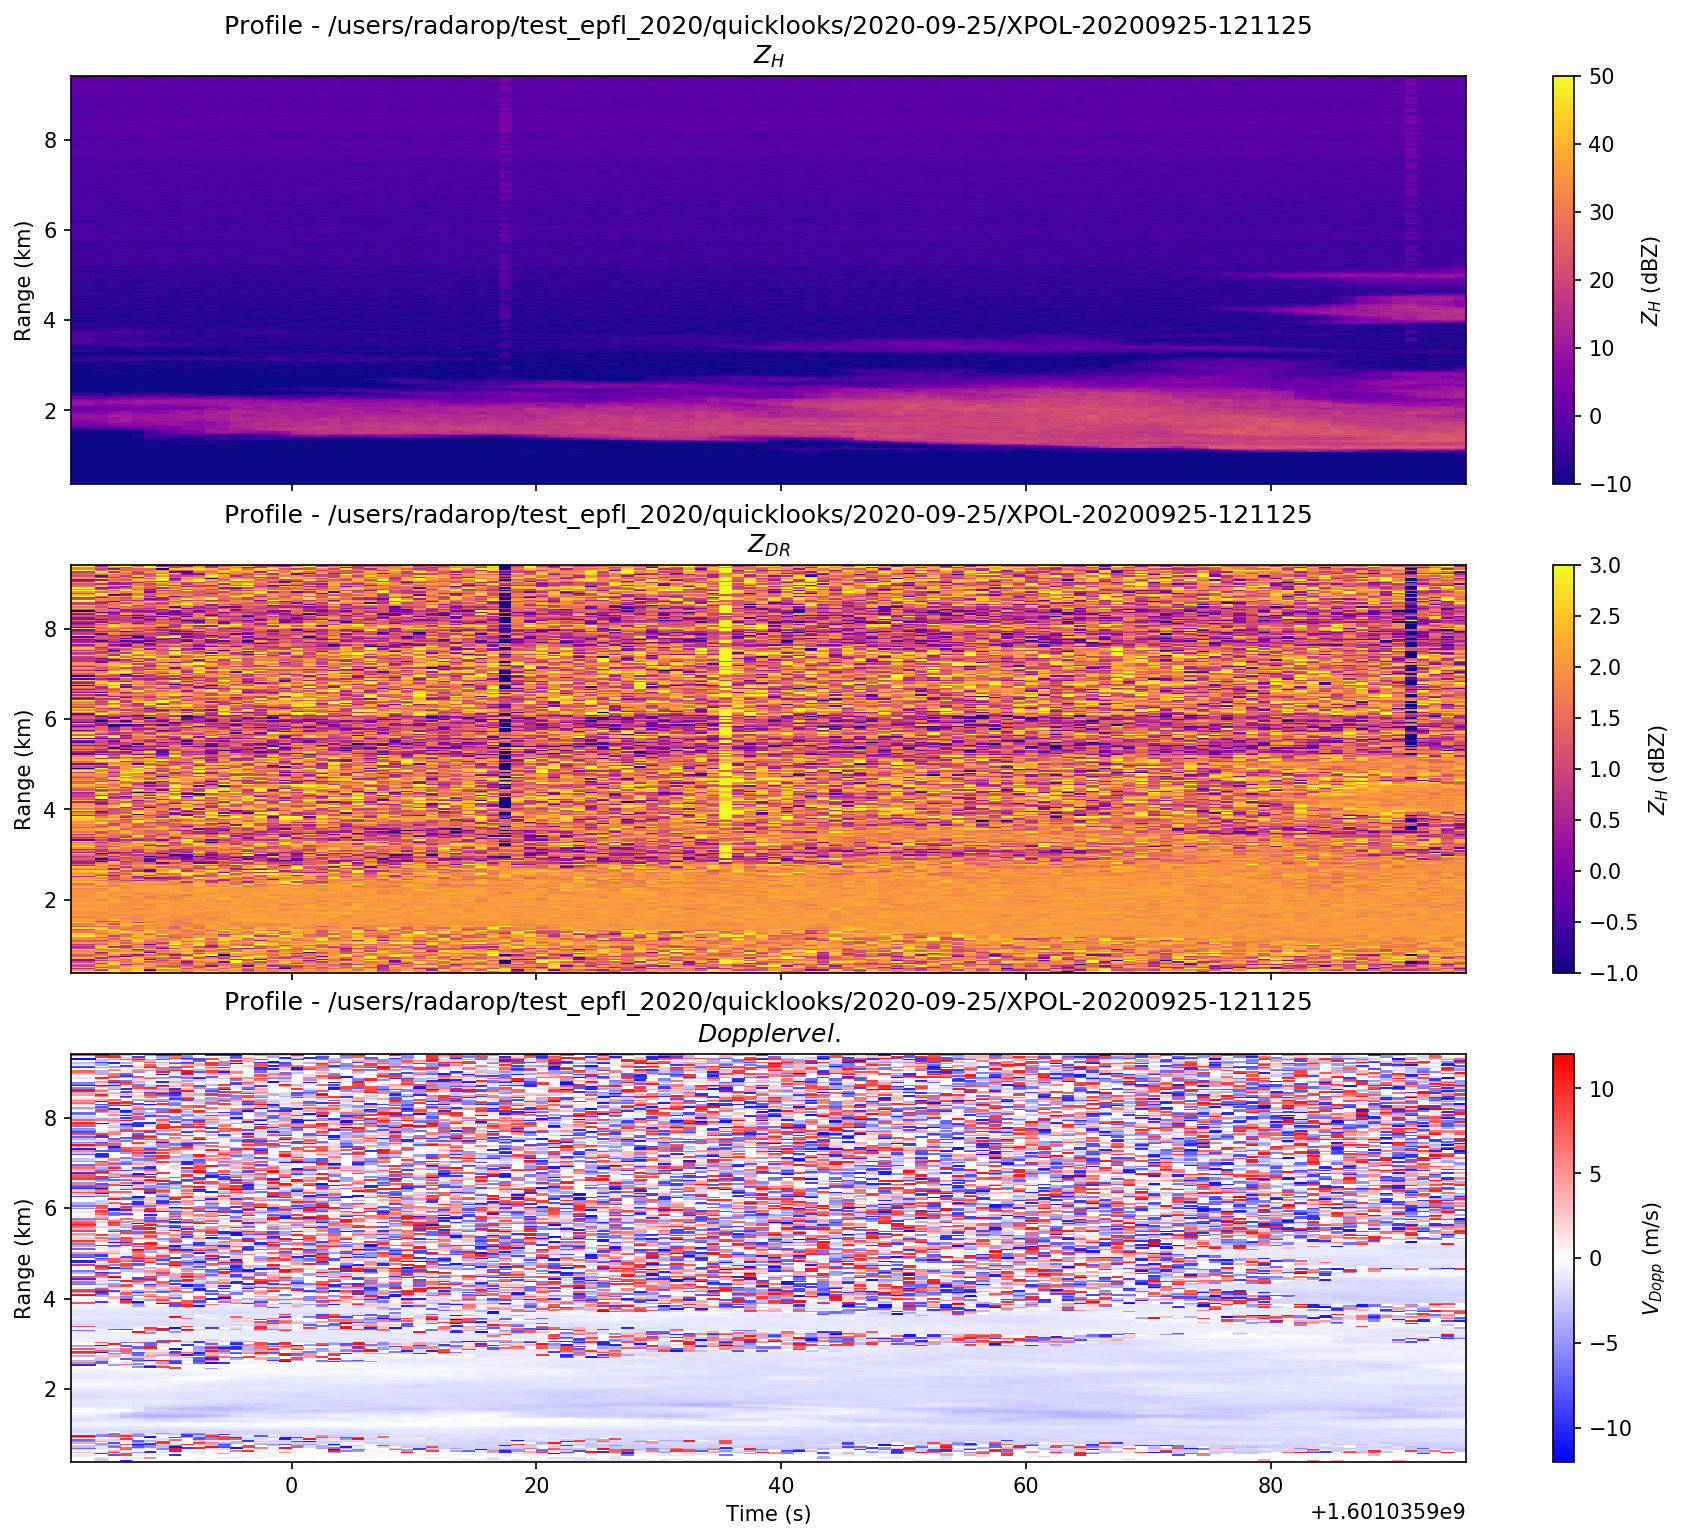 Profile - /users/radarop/test_epfl_2020/quicklooks/2020-09-25/XPOL-20200925-121125
Z_H
Range (km)
8
6
4
2
50
40
30
20
10
0
−10
Z_H (dBZ)
Profile - /users/radarop/test_epfl_2020/quicklooks/2020-09-25/XPOL-20200925-121125
Z_DR
Range (km)
8
6
4
2
3.0
2.5
2.0
1.5
1.0
0.5
0.0
−0.5
−1.0
Z_H (dBZ)
Profile - /users/radarop/test_epfl_2020/quicklooks/2020-09-25/XPOL-20200925-121125
Dopplervel.
Range (km)
8
6
4
2
10
5
0
−5
−10
V_Dopp (m/s)
0 20 40 60 80
Time (s)
+1.6010359e9